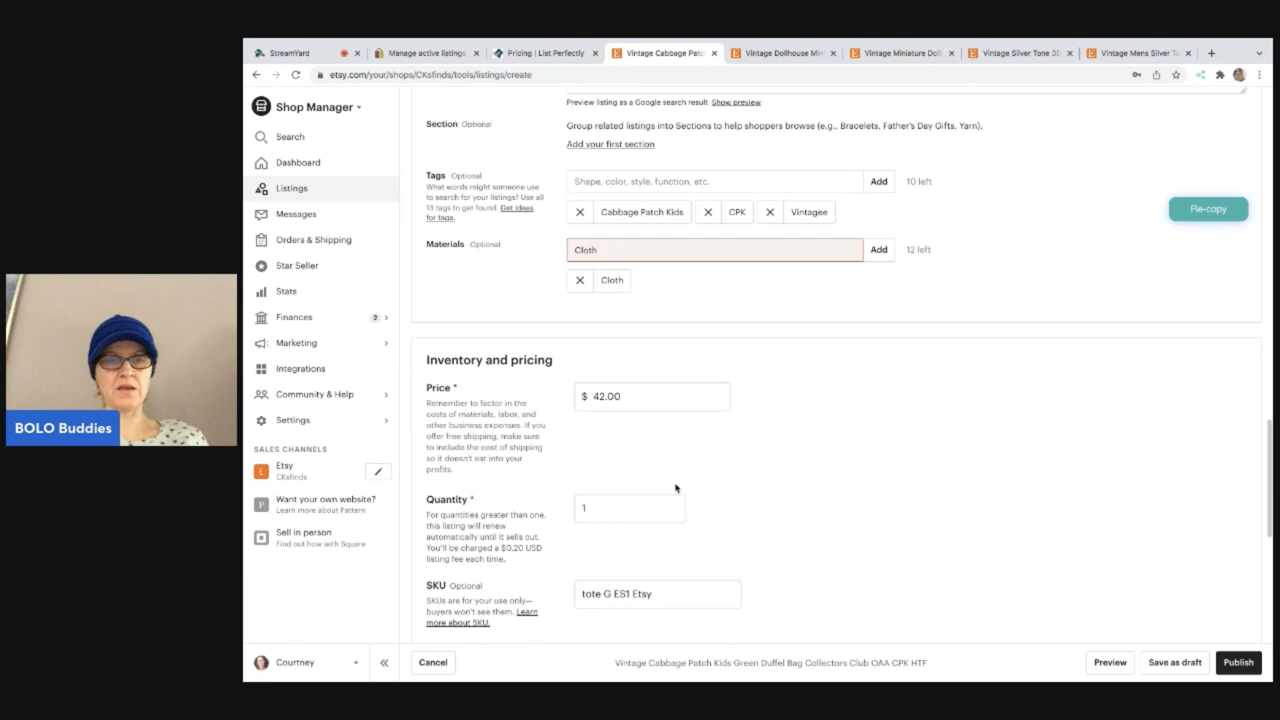 StreamYard
Manage active listings
Pricing | List Perfectly
Vintage Cabbage Patc
Vintage Dollhouse Min
Vintage Miniature Doll
Vintage Silver Tone 3D
Vintage Mens Silver To
etsy.com/your/shops/CKsfinds/tools/listings/create
Shop Manager
Search
Dashboard
Listings
Messages
Orders & Shipping
Star Seller
Stats
Finances 2
Marketing
Integrations
Community & Help
Settings
SALES CHANNELS
E
Etsy
CKsfinds
P
Want your own website?
Learn more about Pattern
Sell in person
Find out how with Square
Courtney
Preview listing as a Google search result Show preview
Section Optional
Group related listings into Sections to help shoppers browse (e.g., Bracelets, Father's Day Gifts, Yarn).
Add your first section
Tags Optional
What words might someone use
to search for your listings? Use all
13 tags to get found. Get ideas
for tags.
Shape, color, style, function, etc. Add 10 left
Cabbage Patch Kids CPK Vintagee
Re-copy
Materials Optional
Cloth Add 12 left
Cloth
Inventory and pricing
Price *
Remember to factor in the
costs of materials, labor, and
other business expenses. If you
offer free shipping, make sure
to include the cost of shipping
so it doesn't eat into your
profits.
$ 42.00
Quantity *
For quantities greater than one,
this listing will renew
automatically until it sells out.
You'll be charged a $0.20 USD
listing fee each time.
1
SKU Optional
SKUs are for your use only—
buyers won't see them. Learn
more about SKU.
tote G ES1 Etsy
Cancel
Vintage Cabbage Patch Kids Green Duffel Bag Collectors Club OAA CPK HTF
Preview
Save as draft
Publish
BOLO Buddies